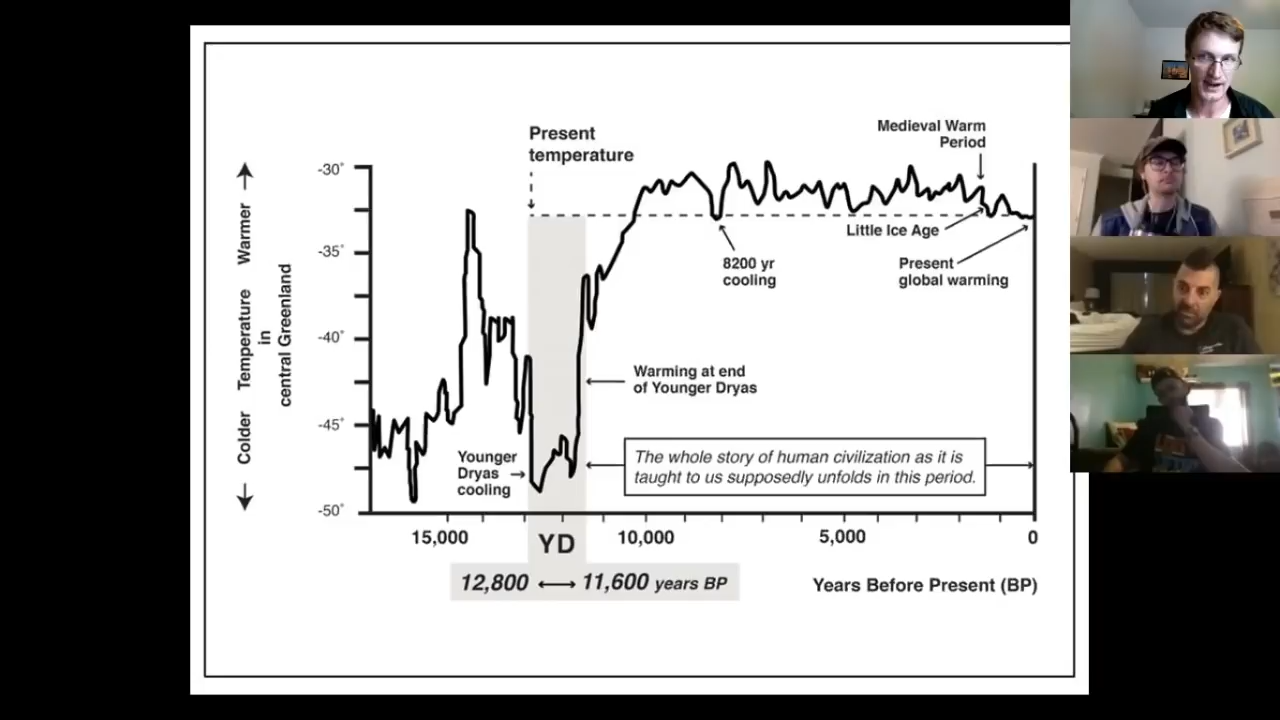 Present
temperature
Medieval Warm
Period
Warmer
Temperature
Colder
in
central Greenland
-30°
-35°
-40°
-45°
-50°
Little Ice Age
8200 yr
cooling
Present
global warming
Warming at end
of Younger Dryas
Younger
Dryas
cooling
The whole story of human civilization as it is
taught to us supposedly unfolds in this period.
15,000
YD
10,000
5,000
0
12,800
11,600 years BP
Years Before Present (BP)